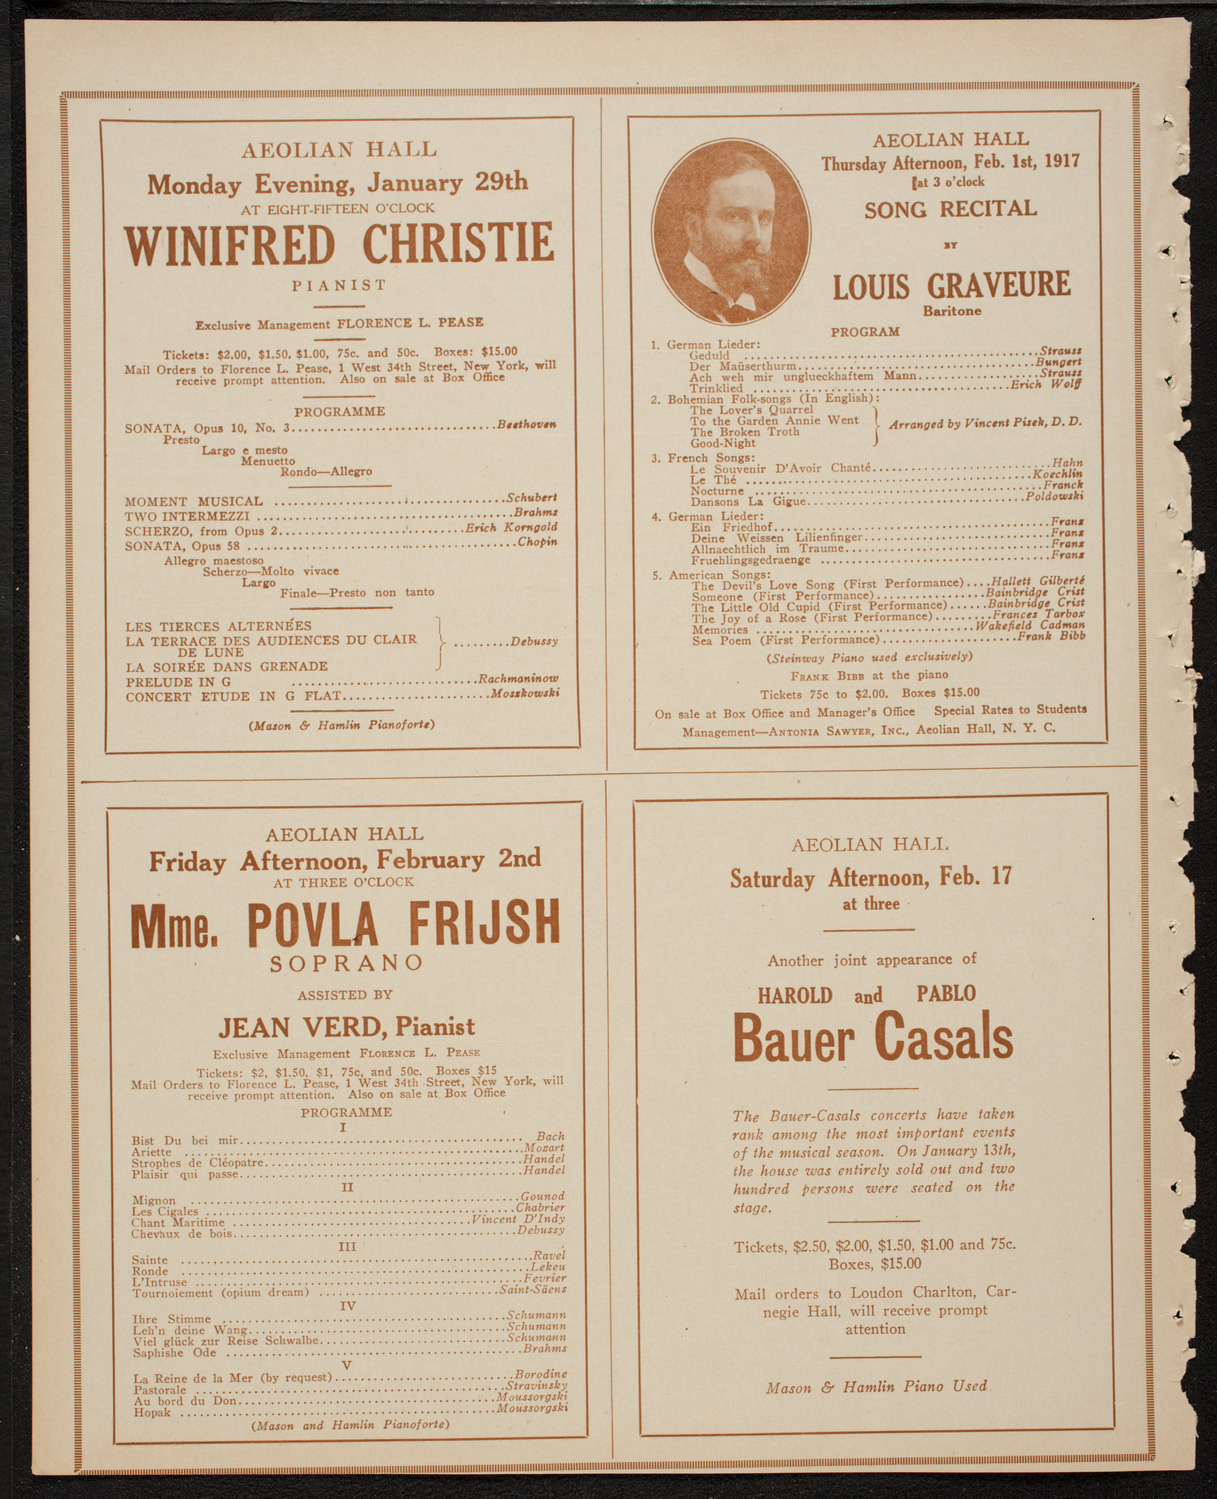 AEOLIAN HALL
Monday Evening, January 29th
AT EIGHT-FIFTEEN O'CLOCK
WINIFRED CHRISTIE
PIANIST
Exclusive Management FLORENCE L. PEASE
Tickets: $2.00, $1.50, $1.00, 75c. and 50c. Boxes: $15.00
Mail Orders to Florence L. Pease, 1 West 34th Street, New York, will
receive prompt attention. Also on sale at Box Office
PROGRAMME
SONATA, Opus 10, No. 3..............................Beethoven
Presto
Largo e mesto
Menuetto
Rondo—Allegro
MOMENT MUSICAL ..................................Schubert
TWO INTERMEZZI ......................................Brahms
SCHERZO, from Opus 2...........................Erich Korngold
SONATA, Opus 58 ........................................Chopin
Allegro maestoso
Scherzo—Molto vivace
Largo
Finale—Presto non tanto
LES TIERCES ALTERNÉES
LA TERRACE DES AUDIENCES DU CLAIR
DE LUNE
.........Debussy
LA SOIRÉE DANS GRENADE
PRELUDE IN G ...........................Rachmaninow
CONCERT ETUDE IN G FLAT......................Moszkowski
(Mason & Hamlin Pianoforte)
AEOLIAN HALL
Thursday Afternoon, Feb. 1st, 1917
at 3 o'clock
SONG RECITAL
BY
LOUIS GRAVEURE
Baritone
PROGRAM
1. German Lieder:
Geduld ...........................................Strauss
Der Maüserthurm...................................Bungert
Ach weh mir unglueckhaftem Mann..................Strauss
Trinklied ......................................Erich Wolff
2. Bohemian Folk-songs (In English):
The Lover's Quarrel
To the Garden Annie Went
Arranged by Vincent Pisek, D. D.
The Broken Troth
Good-Night
3. French Songs:
Le Souvenir D'Avoir Chanté...........................Hahn
Le Thé ..........................................Koechlin
Nocturne ...........................................Franck
Dansons La Gigue.................................Poldowski
4. German Lieder:
Ein Friedhof.........................................Franz
Deine Weissen Lilienfinger...........................Franz
Allnaechtlich im Traume..............................Franz
Fruehlingsgedraenge ..................................Franz
5. American Songs:
The Devil's Love Song (First Performance)....Hallett Gilberté
Someone (First Performance)................Bainbridge Crist
The Little Old Cupid (First Performance)......Bainbridge Crist
The Joy of a Rose (First Performance).........Frances Tarbox
Memories ................................Wakefield Cadman
Sea Poem (First Performance)....................Frank Bibb
(Steinway Piano used exclusively)
FRANK BIBB at the piano
Tickets 75c to $2.00. Boxes $15.00
On sale at Box Office and Manager's Office Special Rates to Students
Management—ANTONIA SAWYER, INC., Aeolian Hall, N. Y. C.
AEOLIAN HALL
Friday Afternoon, February 2nd
AT THREE O'CLOCK
Mme. POVLA FRIJSH
SOPRANO
ASSISTED BY
JEAN VERD, Pianist
Exclusive Management FLORENCE L. PEASE
Tickets: $2, $1.50, $1, 75c, and 50c. Boxes $15
Mail Orders to Florence L. Pease, 1 West 34th Street, New York, will
receive prompt attention. Also on sale at Box Office
PROGRAMME
I
Bist Du bei mir..........................................Bach
Ariette ................................................Mozart
Strophes de Cléopatre...................................Handel
Plaisir qui passe.......................................Handel
II
Mignon ................................................Gounod
Les Cigales ...........................................Chabrier
Chant Maritime ..................................Vincent D'Indy
Chevaux de bois........................................Debussy
III
Sainte ..................................................Ravel
Ronde ...................................................Lekeu
L'Intruse ..............................................Fevrier
Tournoiement (opium dream) .........................Saint-Säens
IV
Ihre Stimme .........................................Schumann
Leh'n deine Wang.....................................Schumann
Viel glück zur Reise Schwalbe.........................Schumann
Saphishe Ode ..........................................Brahms
V
La Reine de la Mer (by request)..........................Borodine
Pastorale ............................................Stravinsky
Au bord du Don.....................................Moussorgski
Hopak ..............................................Moussorgski
(Mason and Hamlin Pianoforte)
AEOLIAN HALL
Saturday Afternoon, Feb. 17
at three
Another joint appearance of
HAROLD and PABLO
Bauer Casals
The Bauer-Casals concerts have taken
rank among the most important events
of the musical season. On January 13th,
the house was entirely sold out and two
hundred persons were seated on the
stage.
Tickets, $2.50, $2.00, $1.50, $1.00 and 75c.
Boxes, $15.00
Mail orders to Loudon Charlton, Car-
negie Hall, will receive prompt
attention
Mason & Hamlin Piano Used